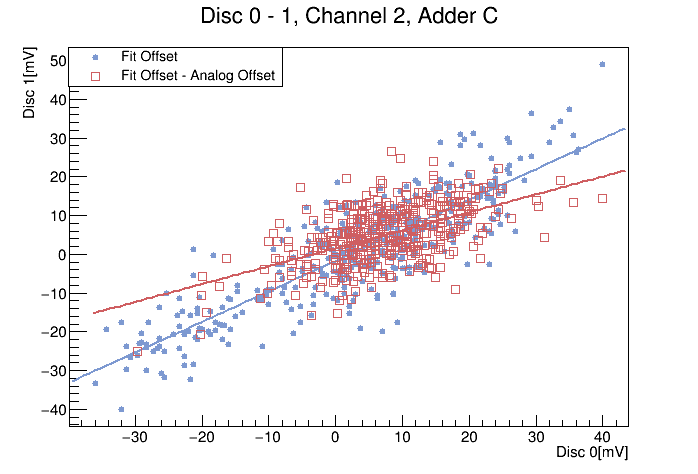 Disc 0 - 1, Channel 2, Adder C
Disc 1[mV]
Fit Offset
Fit Offset - Analog Offset
50
40
30
20
10
0
−10
−20
−30
−40
−30 −20 −10 0 10 20 30 40
Disc 0[mV]